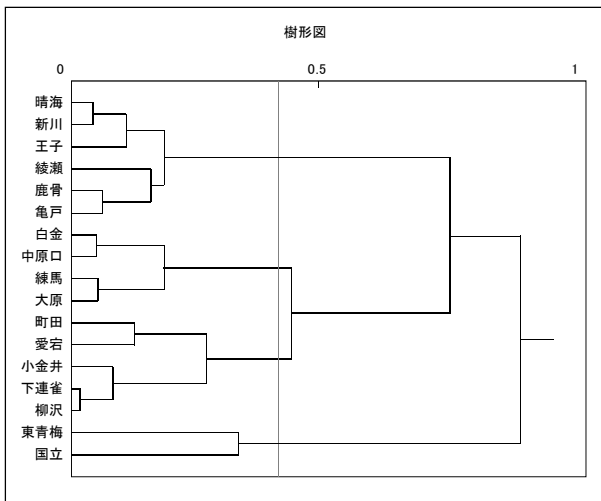 樹形図
0 0.5 1
晴海
新川
王子
綾瀬
鹿骨
亀戸
白金
中原口
練馬
大原
町田
愛宕
小金井
下連雀
柳沢
東青梅
国立